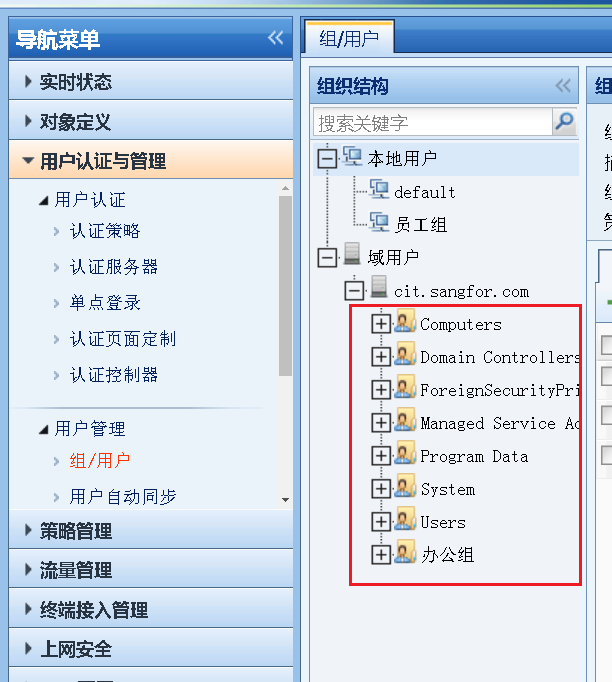 导航菜单
实时状态
对象定义
用户认证与管理
用户认证
认证策略
认证服务器
单点登录
认证页面定制
认证控制器
用户管理
组/用户
用户自动同步
策略管理
流量管理
终端接入管理
上网安全
组/用户
组织结构
搜索关键字
本地用户
default
员工组
域用户
cit.sangfor.com
Computers
Domain Controllers
ForeignSecurityPri
Managed Service Ac
Program Data
System
Users
办公组